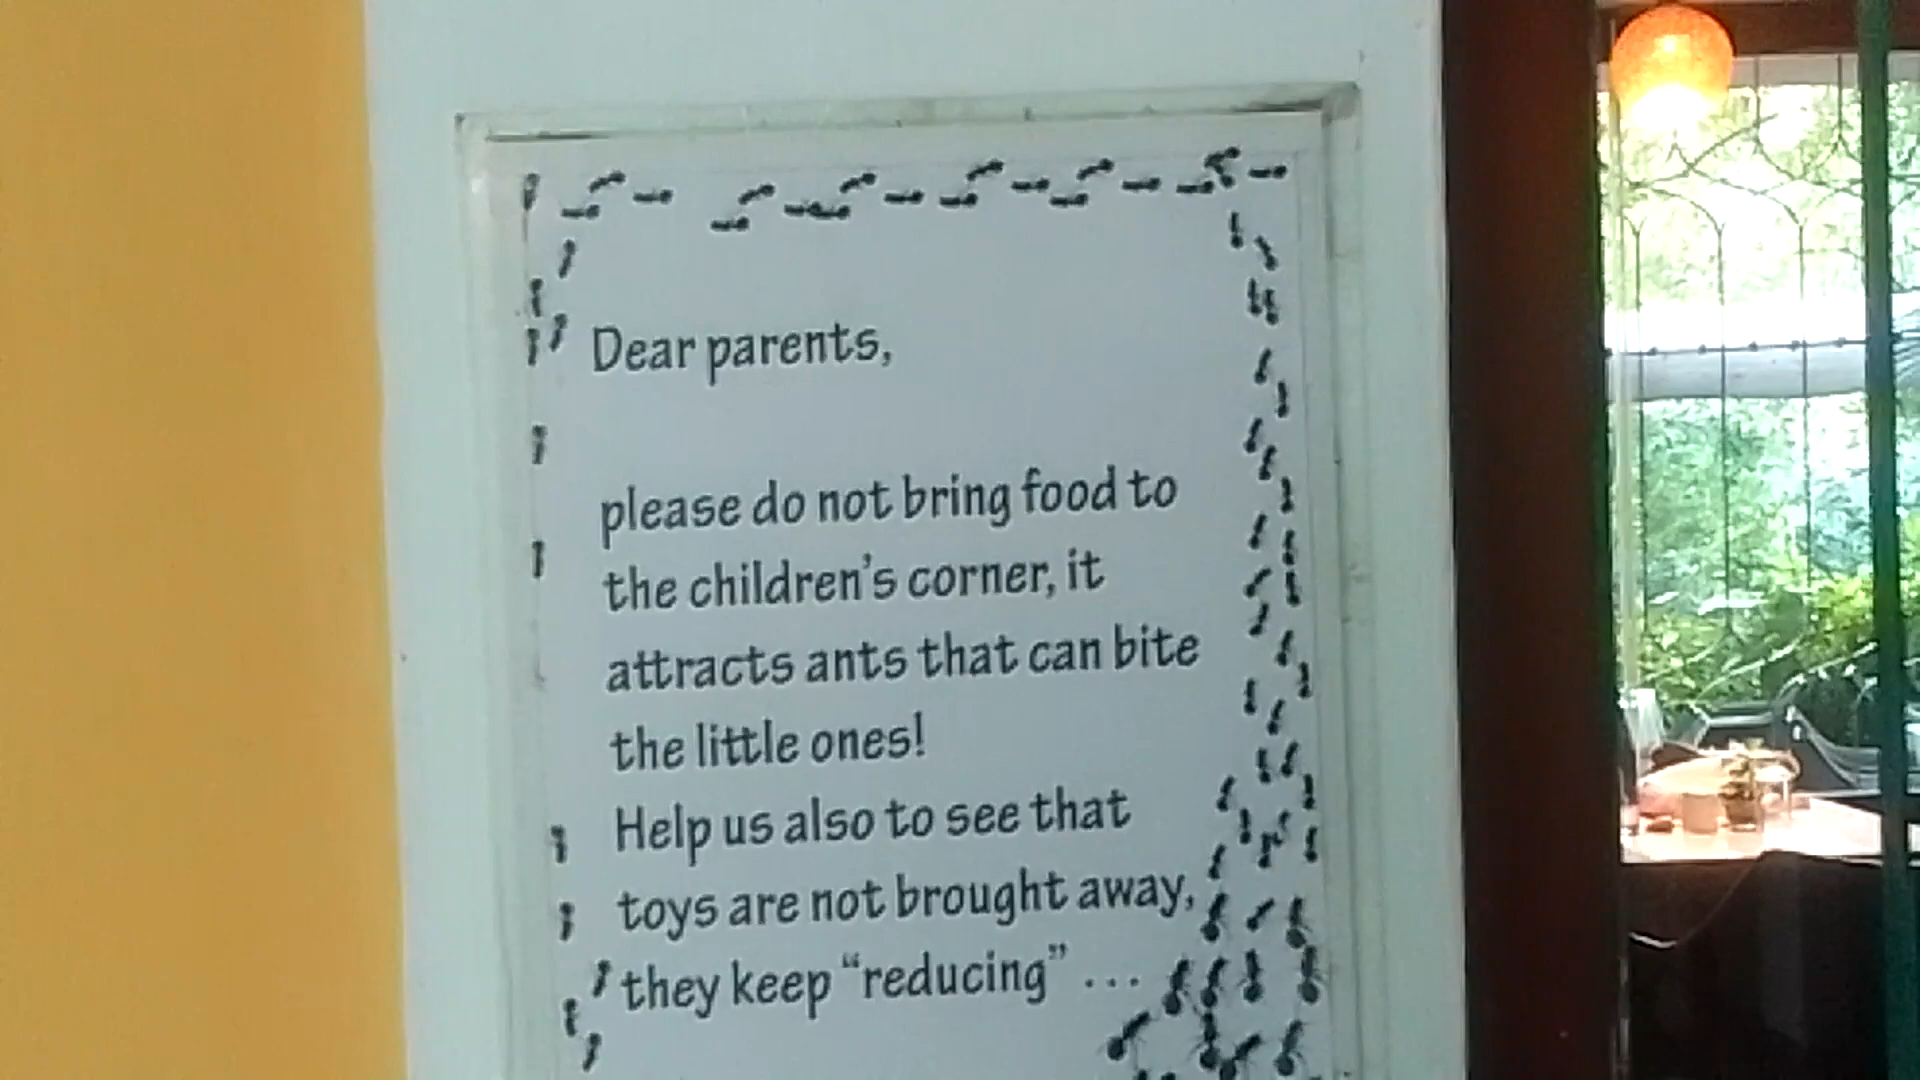 Dear parents,
please do not bring food to
the children's corner, it
attracts ants that can bite
the little ones!
Help us also to see that
toys are not brought away,
they keep “reducing” ...